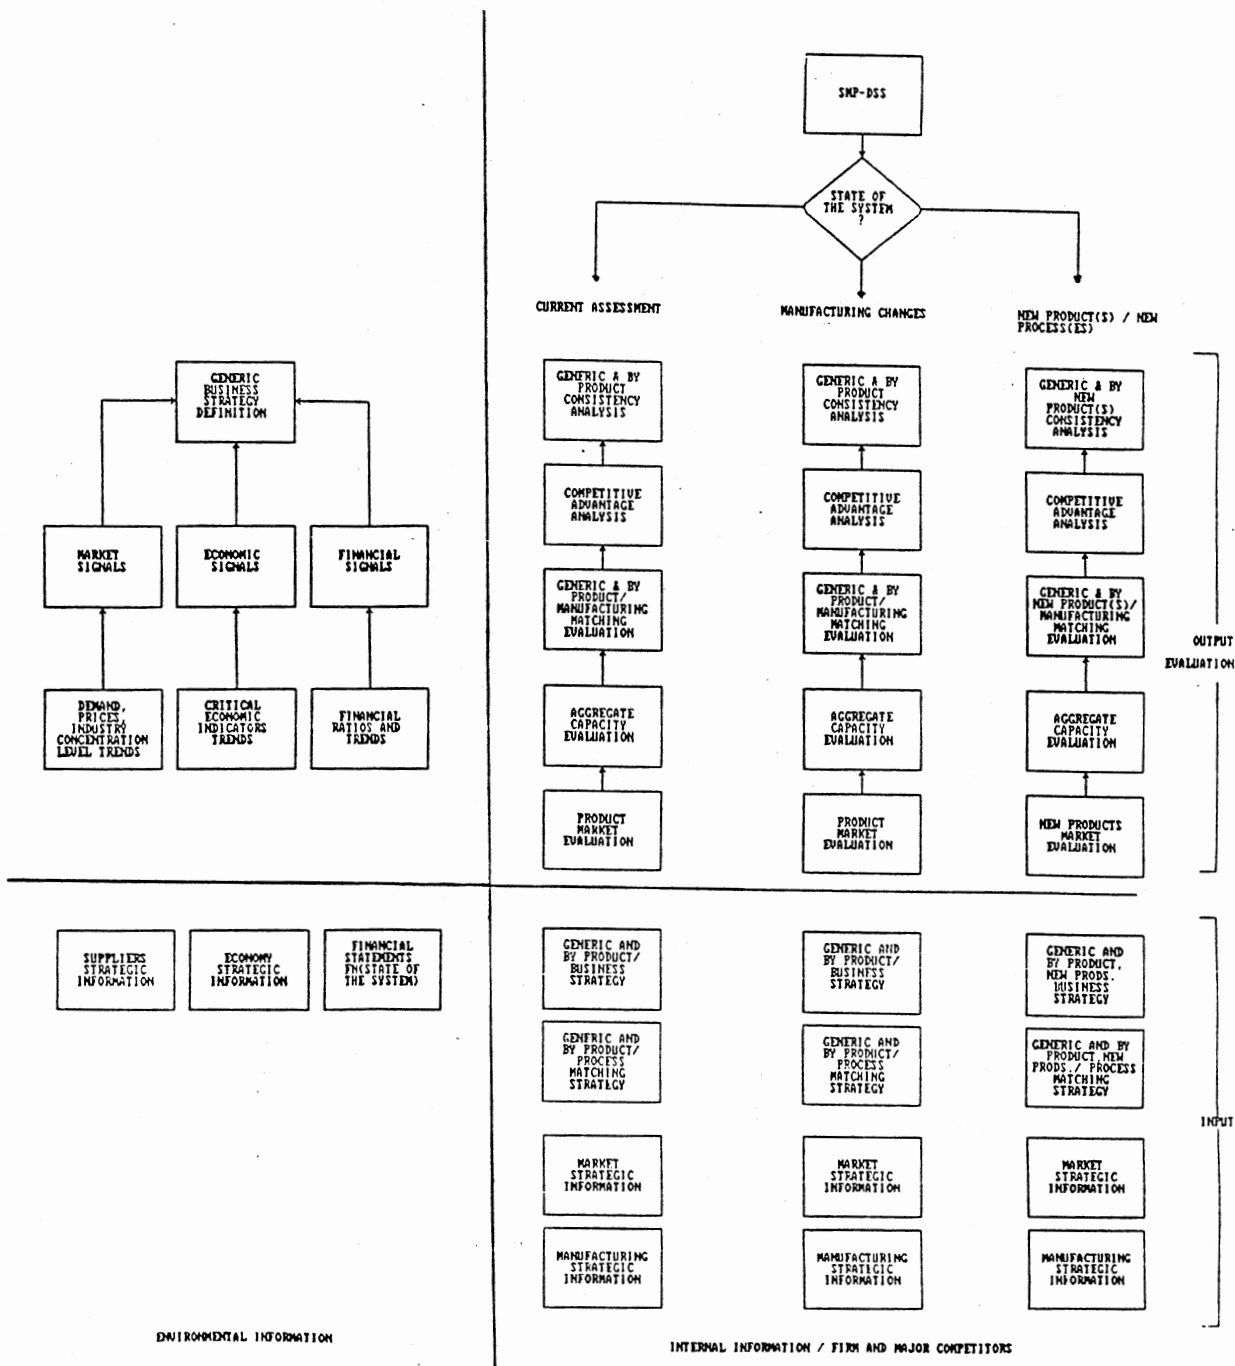 SMP-DSS
STATE OF
THE SYSTEM
?
CURRENT ASSESSMENT
MANUFACTURING CHANGES
NEW PRODUCT(S) / NEW
PROCESS(ES)
GENERIC
BUSINESS
STRATEGY
DEFINITION
MARKET
SIGNALS
ECONOMIC
SIGNALS
FINANCIAL
SIGNALS
DEMAND,
PRICES,
INDUSTRY
CONCENTRATION
LEVEL TRENDS
CRITICAL
ECONOMIC
INDICATORS
TRENDS
FINANCIAL
RATIOS AND
TRENDS
GENERIC & BY
PRODUCT
CONSISTENCY
ANALYSIS
COMPETITIVE
ADVANTAGE
ANALYSIS
GENERIC & BY
PRODUCT/
MANUFACTURING
MATCHING
EVALUATION
AGGREGATE
CAPACITY
EVALUATION
PRODUCT
MARKET
EVALUATION
GENERIC & BY
PRODUCT
CONSISTENCY
ANALYSIS
COMPETITIVE
ADVANTAGE
ANALYSIS
GENERIC & BY
PRODUCT/
MANUFACTURING
MATCHING
EVALUATION
AGGREGATE
CAPACITY
EVALUATION
PRODUCT
MARKET
EVALUATION
GENERIC & BY
NEW
PRODUCT(S)
CONSISTENCY
ANALYSIS
COMPETITIVE
ADVANTAGE
ANALYSIS
GENERIC & BY
NEW PRODUCT(S)/
MANUFACTURING
MATCHING
EVALUATION
AGGREGATE
CAPACITY
EVALUATION
NEW PRODUCTS
MARKET
EVALUATION
OUTPUT
EVALUATION
SUPPLIERS
STRATEGIC
INFORMATION
ECONOMY
STRATEGIC
INFORMATION
FINANCIAL
STATEMENTS
FN(STATE OF
THE SYSTEM)
GENERIC AND
BY PRODUCT/
BUSINESS
STRATEGY
GENERIC AND
BY PRODUCT/
PROCESS
MATCHING
STRATEGY
MARKET
STRATEGIC
INFORMATION
MANUFACTURING
STRATEGIC
INFORMATION
GENERIC AND
BY PRODUCT/
BUSINESS
STRATEGY
GENERIC AND
BY PRODUCT/
PROCESS
MATCHING
STRATEGY
MARKET
STRATEGIC
INFORMATION
MANUFACTURING
STRATEGIC
INFORMATION
GENERIC AND
BY PRODUCT,
NEW PRODS.
BUSINESS
STRATEGY
GENERIC AND BY
PRODUCT, NEW
PRODS./ PROCESS
MATCHING
STRATEGY
MARKET
STRATEGIC
INFORMATION
MANUFACTURING
STRATEGIC
INFORMATION
INPUT
ENVIRONMENTAL INFORMATION
INTERNAL INFORMATION / FIRM AND MAJOR COMPETITORS